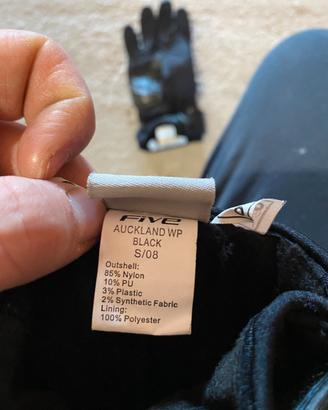 FIVE
AUCKLAND WP
BLACK
S/08
Outshell:
85% Nylon
10% PU
3% Plastic
2% Synthetic Fabric
Lining:
100% Polyester